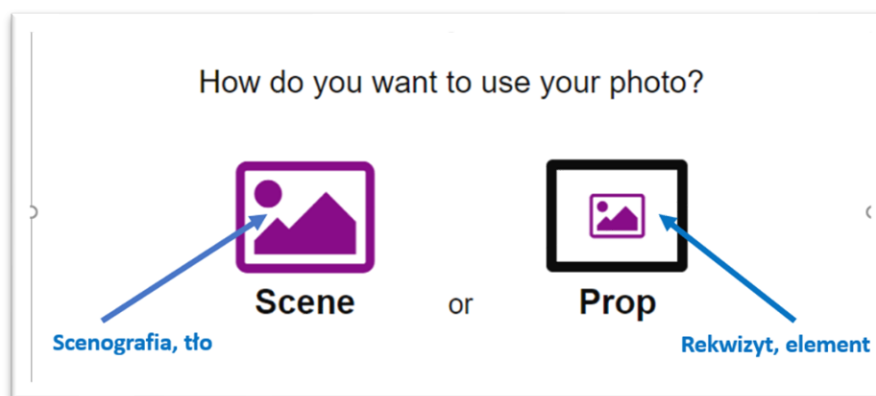 How do you want to use your photo?
Scene or Prop
Scenografia, tło
Rekwizyt, element